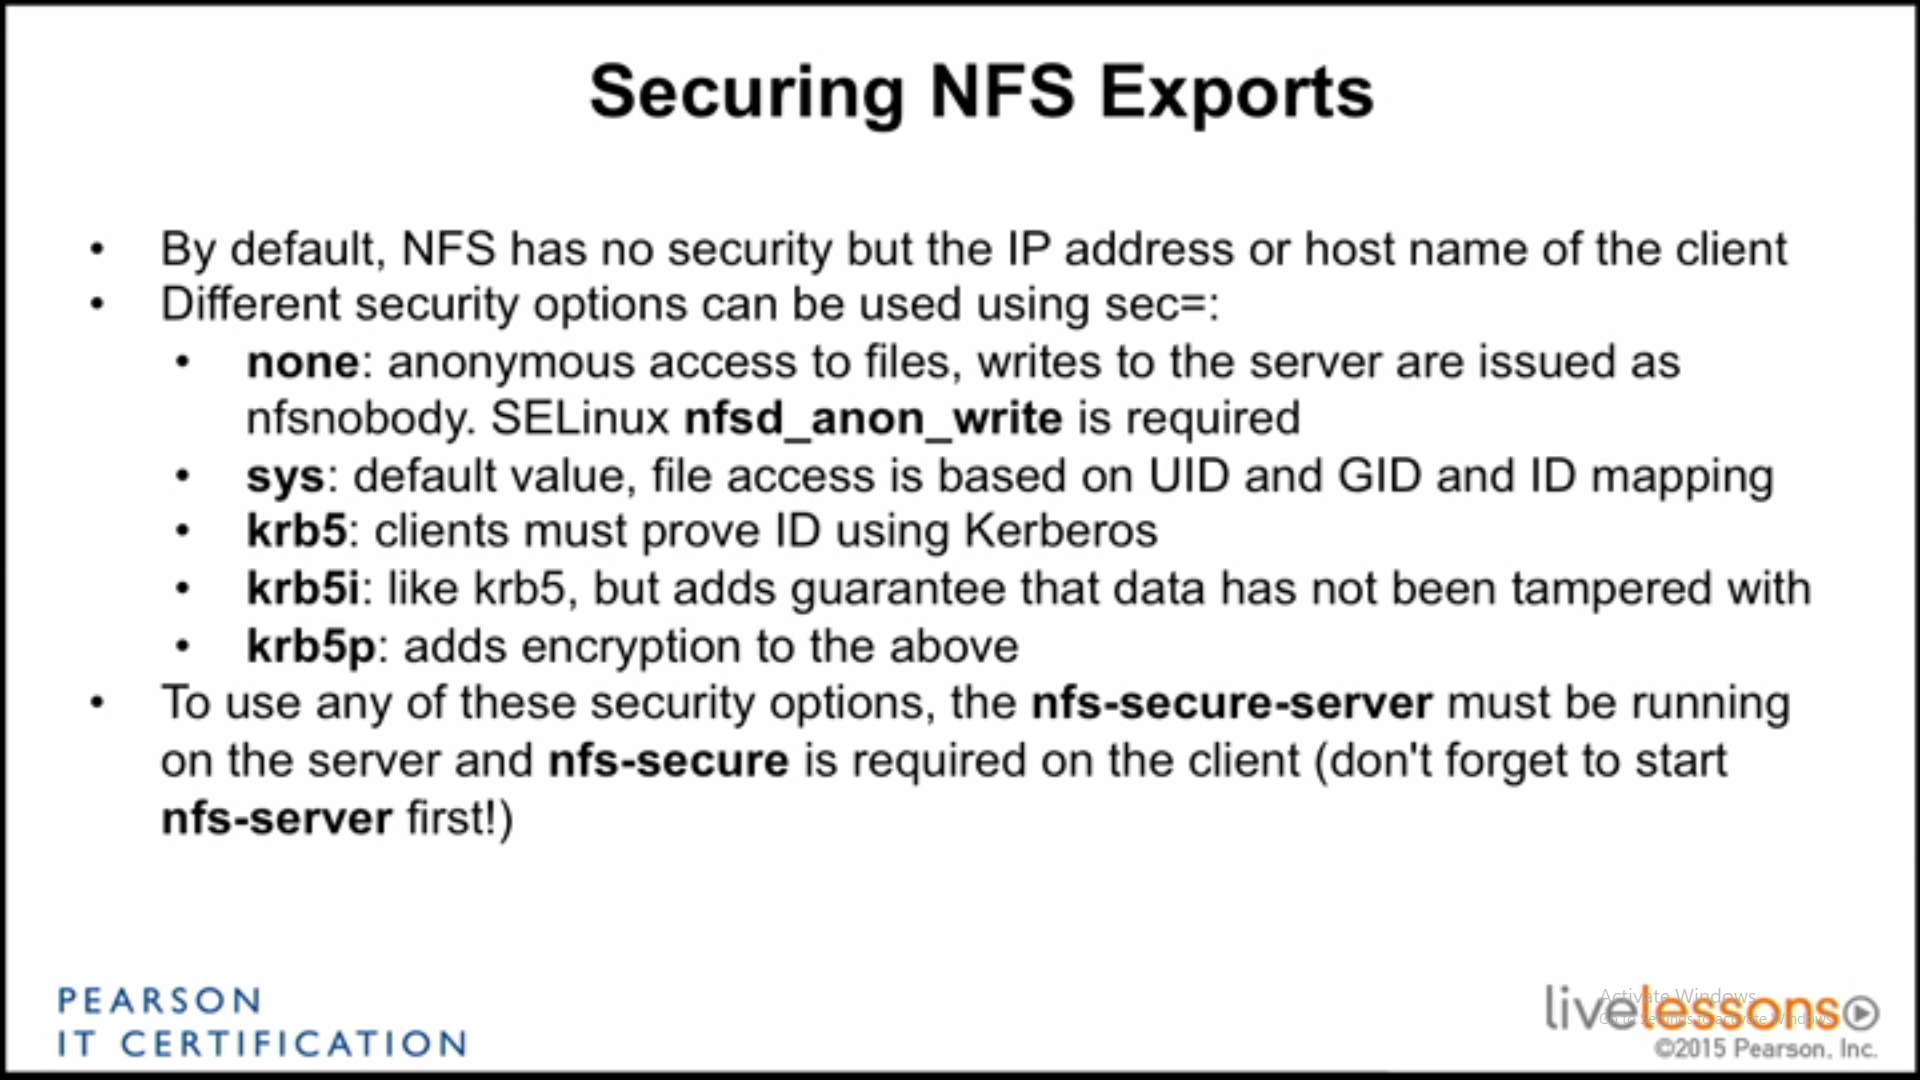 Securing NFS Exports
• By default, NFS has no security but the IP address or host name of the client
• Different security options can be used using sec=:
• none: anonymous access to files, writes to the server are issued as
nfsnobody. SELinux nfsd_anon_write is required
• sys: default value, file access is based on UID and GID and ID mapping
• krb5: clients must prove ID using Kerberos
• krb5i: like krb5, but adds guarantee that data has not been tampered with
• krb5p: adds encryption to the above
• To use any of these security options, the nfs-secure-server must be running
on the server and nfs-secure is required on the client (don't forget to start
nfs-server first!)
PEARSON
IT CERTIFICATION
livelessons
Activate Windows
Go to Settings to activate Windows.
©2015 Pearson, Inc.